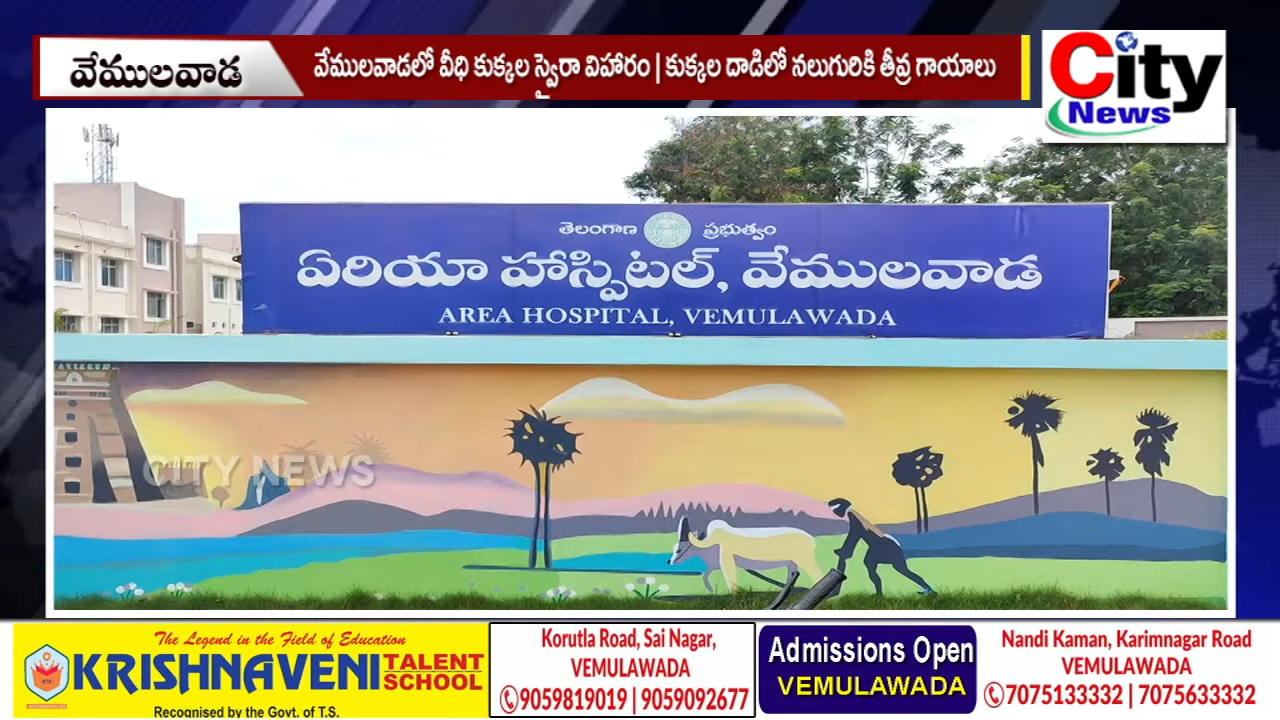 వేములవాడ
వేములవాడలో వీధి కుక్కల స్వైరా విహారం | కుక్కల దాడిలో నలుగురికి తీవ్ర గాయాలు
City
News
తెలంగాణ ప్రభుత్వం
ఏరియా హాస్పిటల్, వేములవాడ
AREA HOSPITAL, VEMULAWADA
CITY NEWS
The Legend in the Field of Education
KRISHNAVENI TALENT SCHOOL
Recognised by the Govt. of T.S.
Korutla Road, Sai Nagar,
VEMULAWADA
9059819019 | 9059092677
Admissions Open
VEMULAWADA
Nandi Kaman, Karimnagar Road
VEMULAWADA
7075133332 | 7075633332